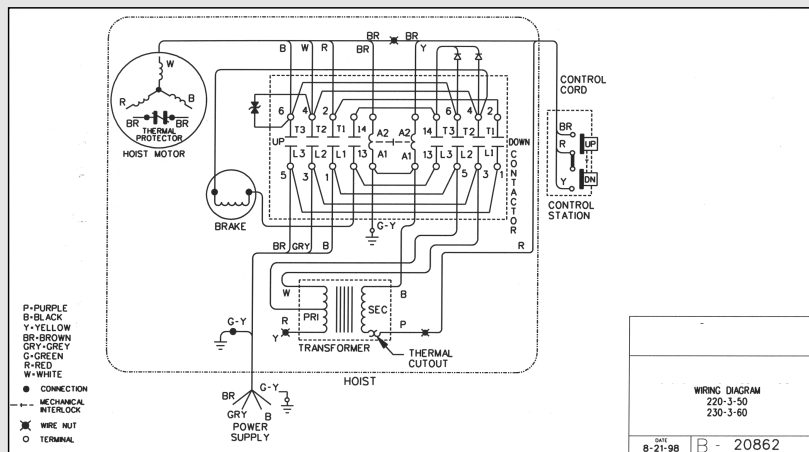 BR
BR
B
W
R
BR
Y
W
R
B
BR
BR
THERMAL
PROTECTOR
HOIST MOTOR
CONTROL
CORD
6
4
2
6
4
2
T3
T2
T1
14
A2
A2
14
T3
T2
T1
UP
DOWN
L3
L2
L1
13
A1
A1
13
L3
L2
L1
5
3
1
5
3
1
CONTACTOR
BR
R
UP
Y
DN
CONTROL
STATION
BRAKE
G-Y
BR
GRY
B
R
W
B
PRI
SEC
R
P
Y
TRANSFORMER
THERMAL
CUTOUT
G-Y
HOIST
P-PURPLE
B-BLACK
Y-YELLOW
BR-BROWN
GRY-GREY
G-GREEN
R-RED
W-WHITE
CONNECTION
MECHANICAL
INTERLOCK
WIRE NUT
TERMINAL
BR
G-Y
GRY
B
POWER
SUPPLY
WIRING DIAGRAM
220-3-50
230-3-60
DATE
8-21-98
B - 20862